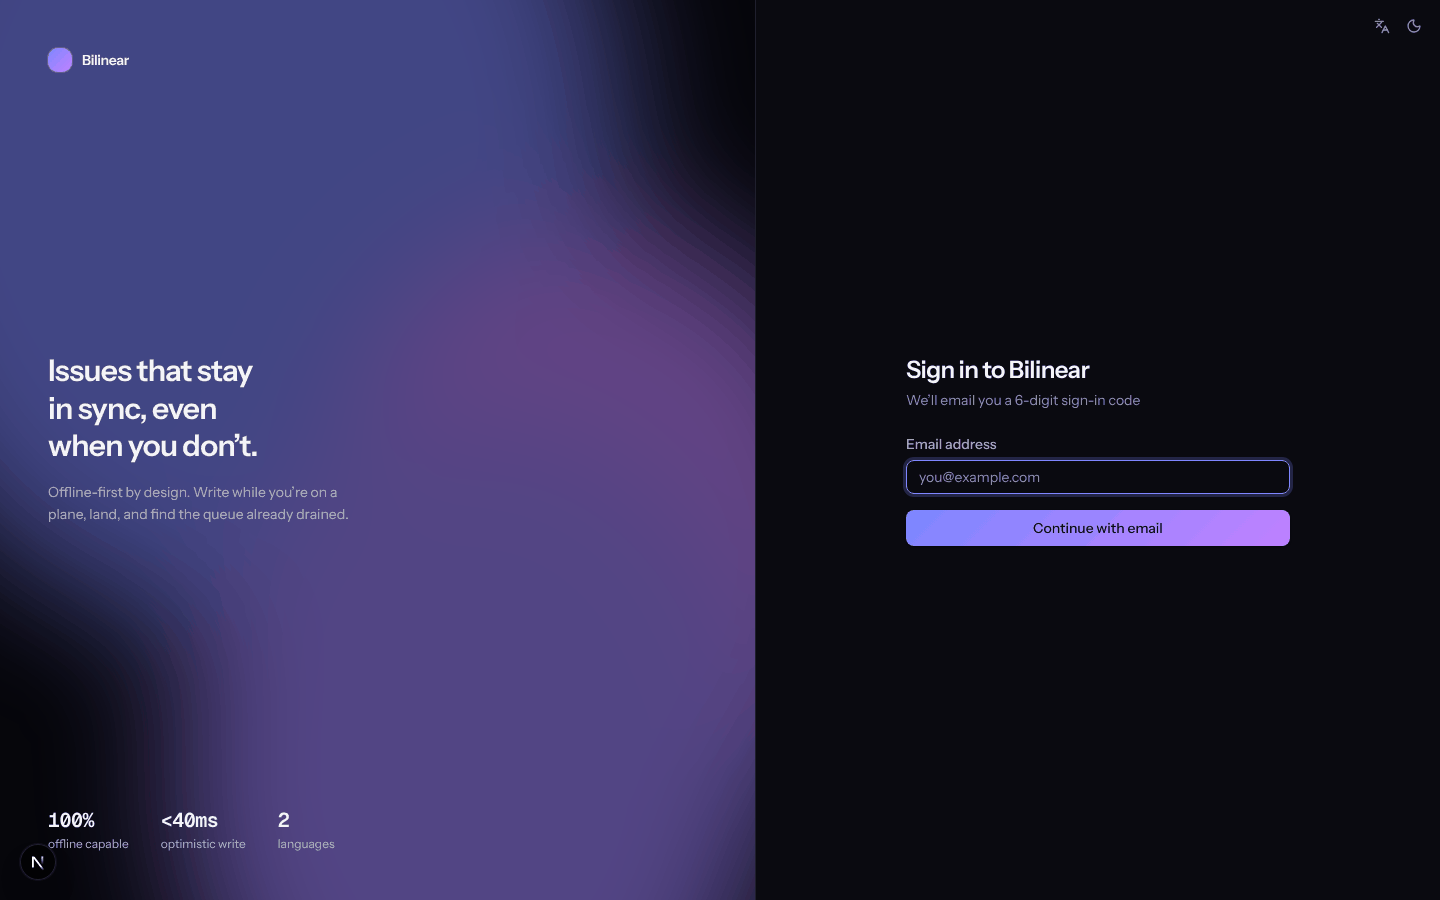 Bilinear
Issues that stay
in sync, even
when you don’t.
Offline-first by design. Write while you’re on a
plane, land, and find the queue already drained.
100%
offline capable
<40ms
optimistic write
2
languages
N
Sign in to Bilinear
We’ll email you a 6-digit sign-in code
Email address
you@example.com
Continue with email